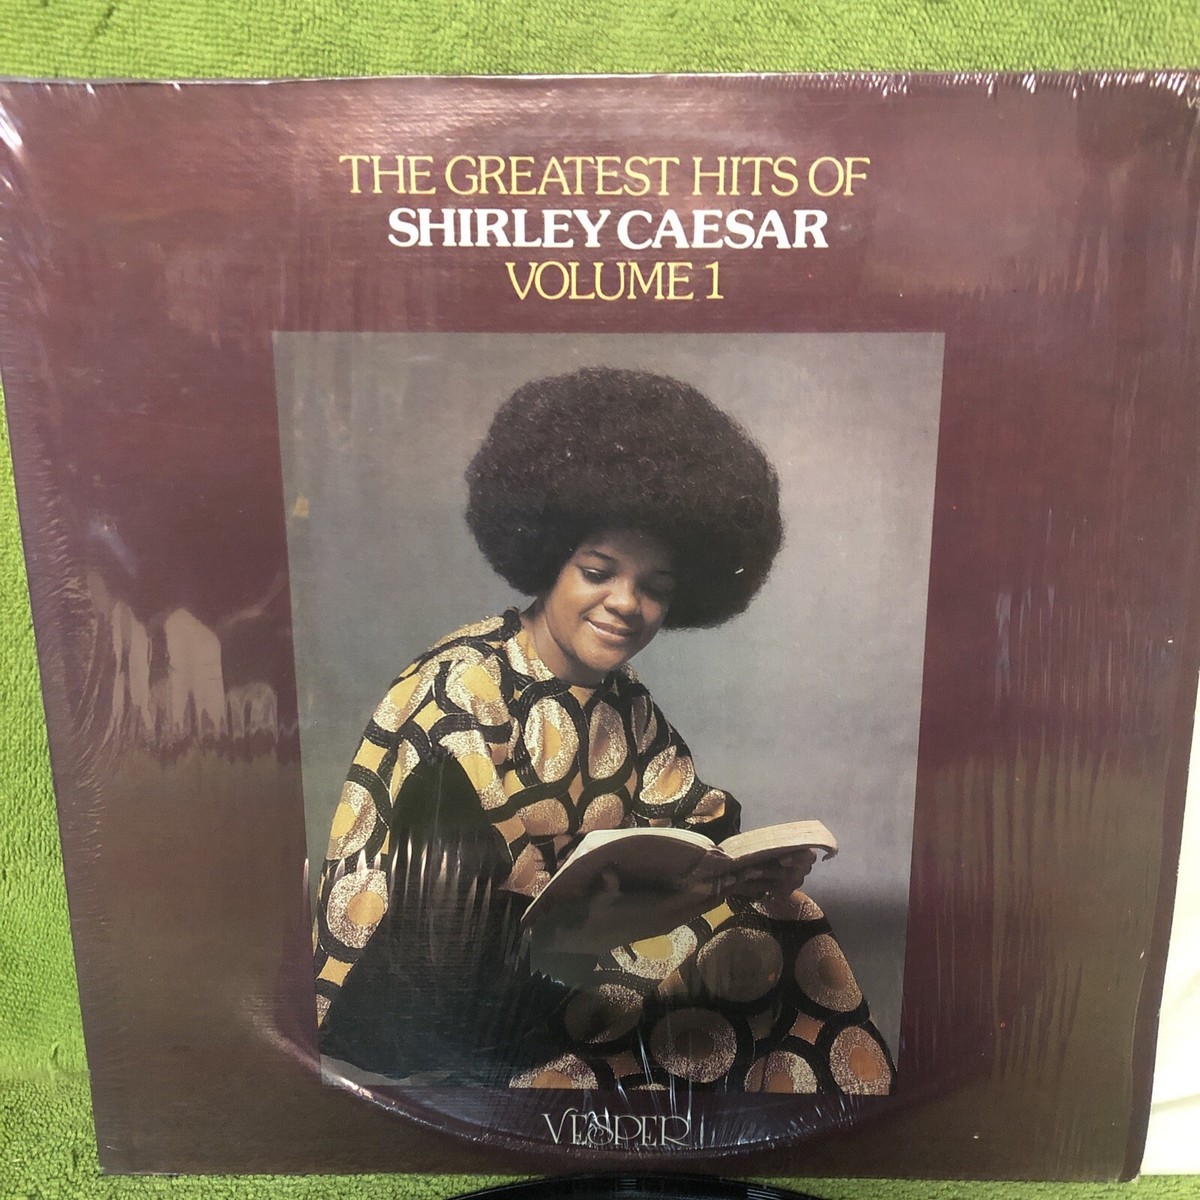 THE GREATEST HITS OF
SHIRLEY CAESAR
VOLUME 1
VESPER